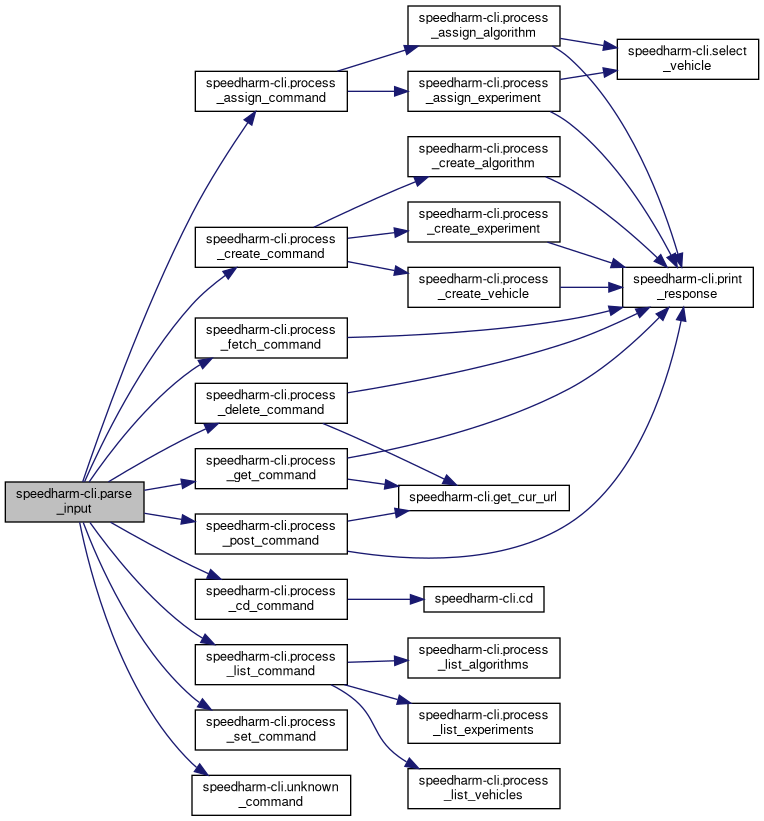 speedharm-cli.parse
_input
speedharm-cli.process
_assign_command
speedharm-cli.process
_create_command
speedharm-cli.process
_fetch_command
speedharm-cli.process
_delete_command
speedharm-cli.process
_get_command
speedharm-cli.process
_post_command
speedharm-cli.process
_cd_command
speedharm-cli.process
_list_command
speedharm-cli.process
_set_command
speedharm-cli.unknown
_command
speedharm-cli.process
_assign_algorithm
speedharm-cli.process
_assign_experiment
speedharm-cli.process
_create_algorithm
speedharm-cli.process
_create_experiment
speedharm-cli.process
_create_vehicle
speedharm-cli.get_cur_url
speedharm-cli.cd
speedharm-cli.process
_list_algorithms
speedharm-cli.process
_list_experiments
speedharm-cli.process
_list_vehicles
speedharm-cli.select
_vehicle
speedharm-cli.print
_response